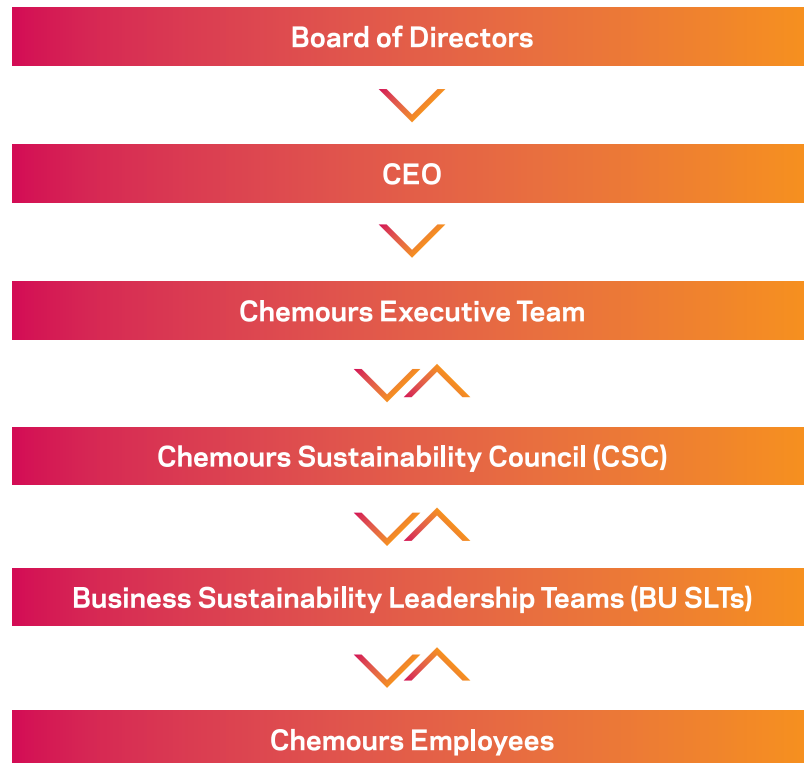 Board of Directors
CEO
Chemours Executive Team
Chemours Sustainability Council (CSC)
Business Sustainability Leadership Teams (BU SLTs)
Chemours Employees